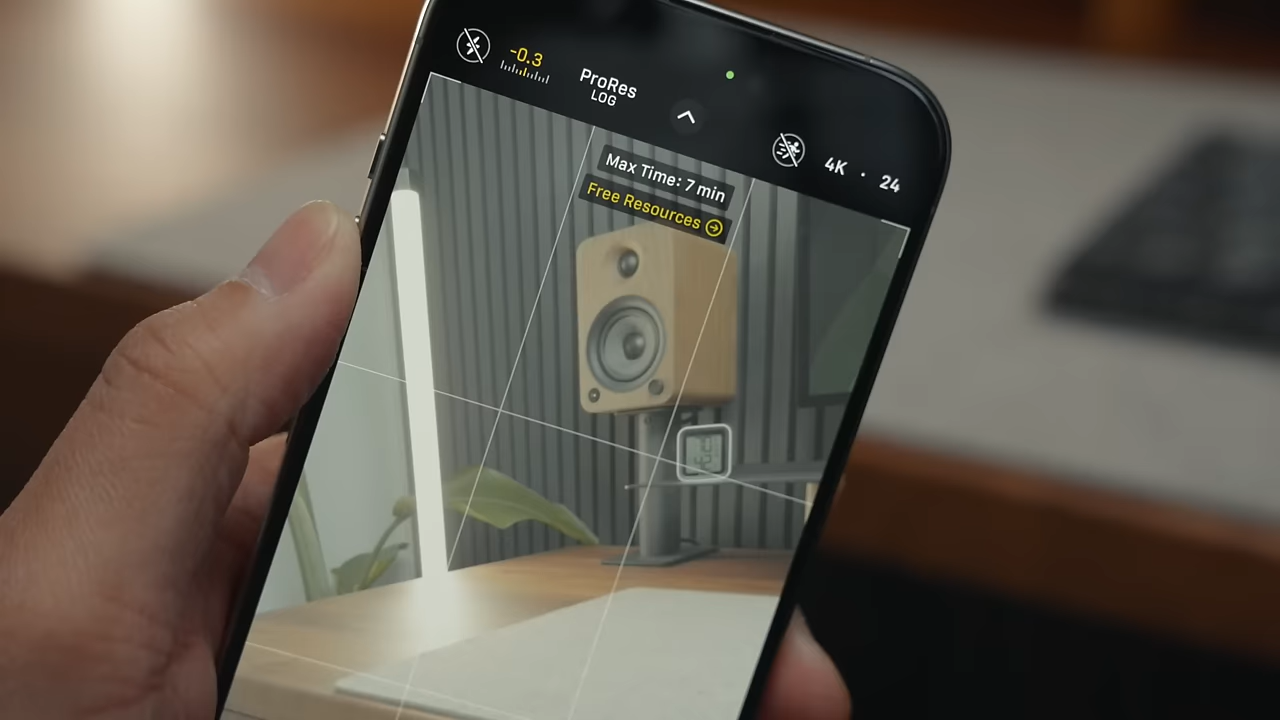 -0.3
ProRes
LOG
4K · 24
Max Time: 7 min
Free Resources